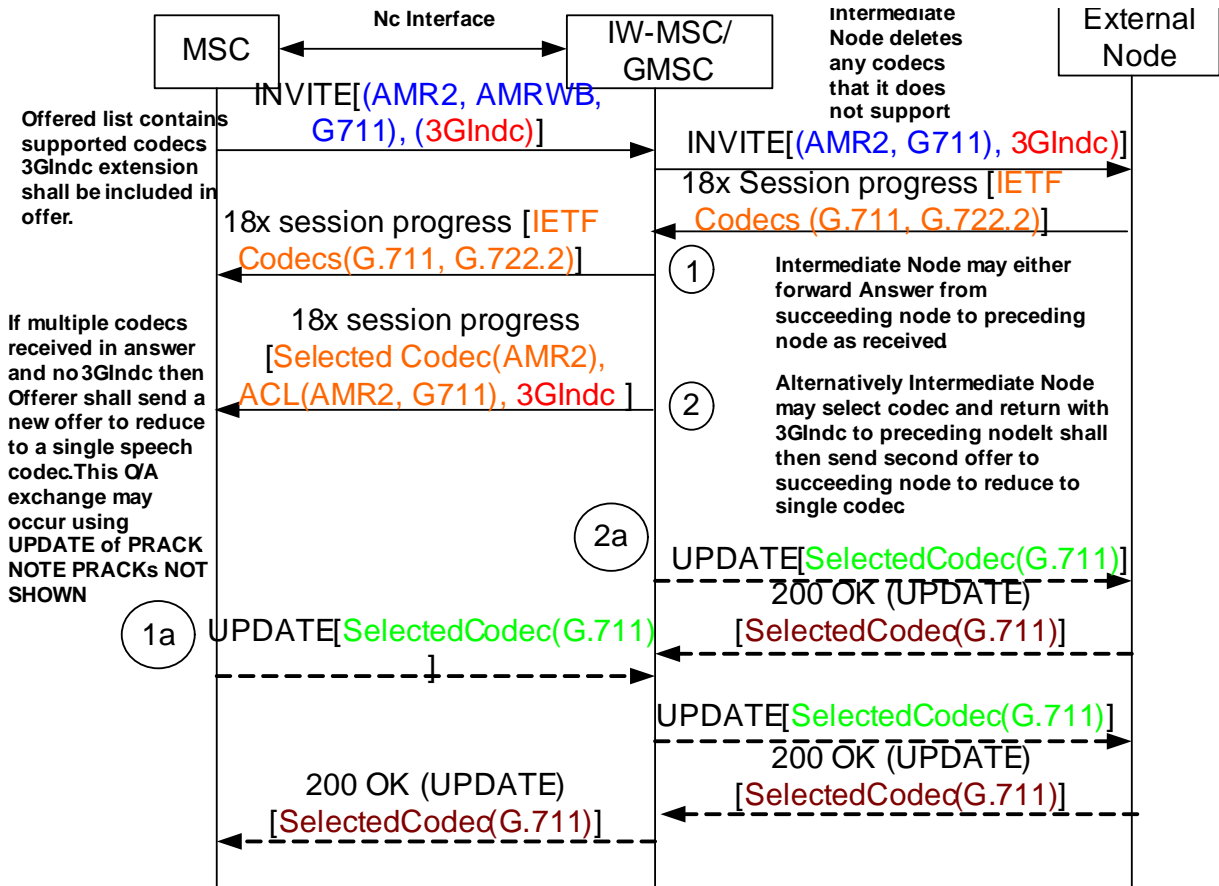 Nc Interface
MSC
IW-MSC/
GMSC
Intermediate
Node deletes
any codecs
that it does
not support
External
Node
Offered list contains
supported codecs
3GIndc extension
shall be included in
offer.
INVITE[(AMR2, AMRWB,
G711), (3GIndc)]
INVITE[(AMR2, G711), 3GIndc)]
18x Session progress [IETF
Codecs (G.711, G.722.2)]
18x session progress [IETF
Codecs(G.711, G.722.2)]
1
Intermediate Node may either
forward Answer from
succeeding node to preceding
node as received
If multiple codecs
received in answer
and no 3GIndc then
Offerer shall send a
new offer to reduce
to a single speech
codec.This O/A
exchange may
occur using
UPDATE of PRACK
NOTE PRACKs NOT
SHOWN
18x session progress
[Selected Codec(AMR2),
ACL(AMR2, G711), 3GIndc ]
2
Alternatively Intermediate Node
may select codec and return with
3GIndc to preceding nodeIt shall
then send second offer to
succeeding node to reduce to
single codec
2a
UPDATE[SelectedCodec(G.711)]
200 OK (UPDATE)
[SelectedCodec(G.711)]
1a
UPDATE[SelectedCodec(G.711)
]
UPDATE[SelectedCodec(G.711)]
200 OK (UPDATE)
[SelectedCodec(G.711)]
200 OK (UPDATE)
[SelectedCodec(G.711)]